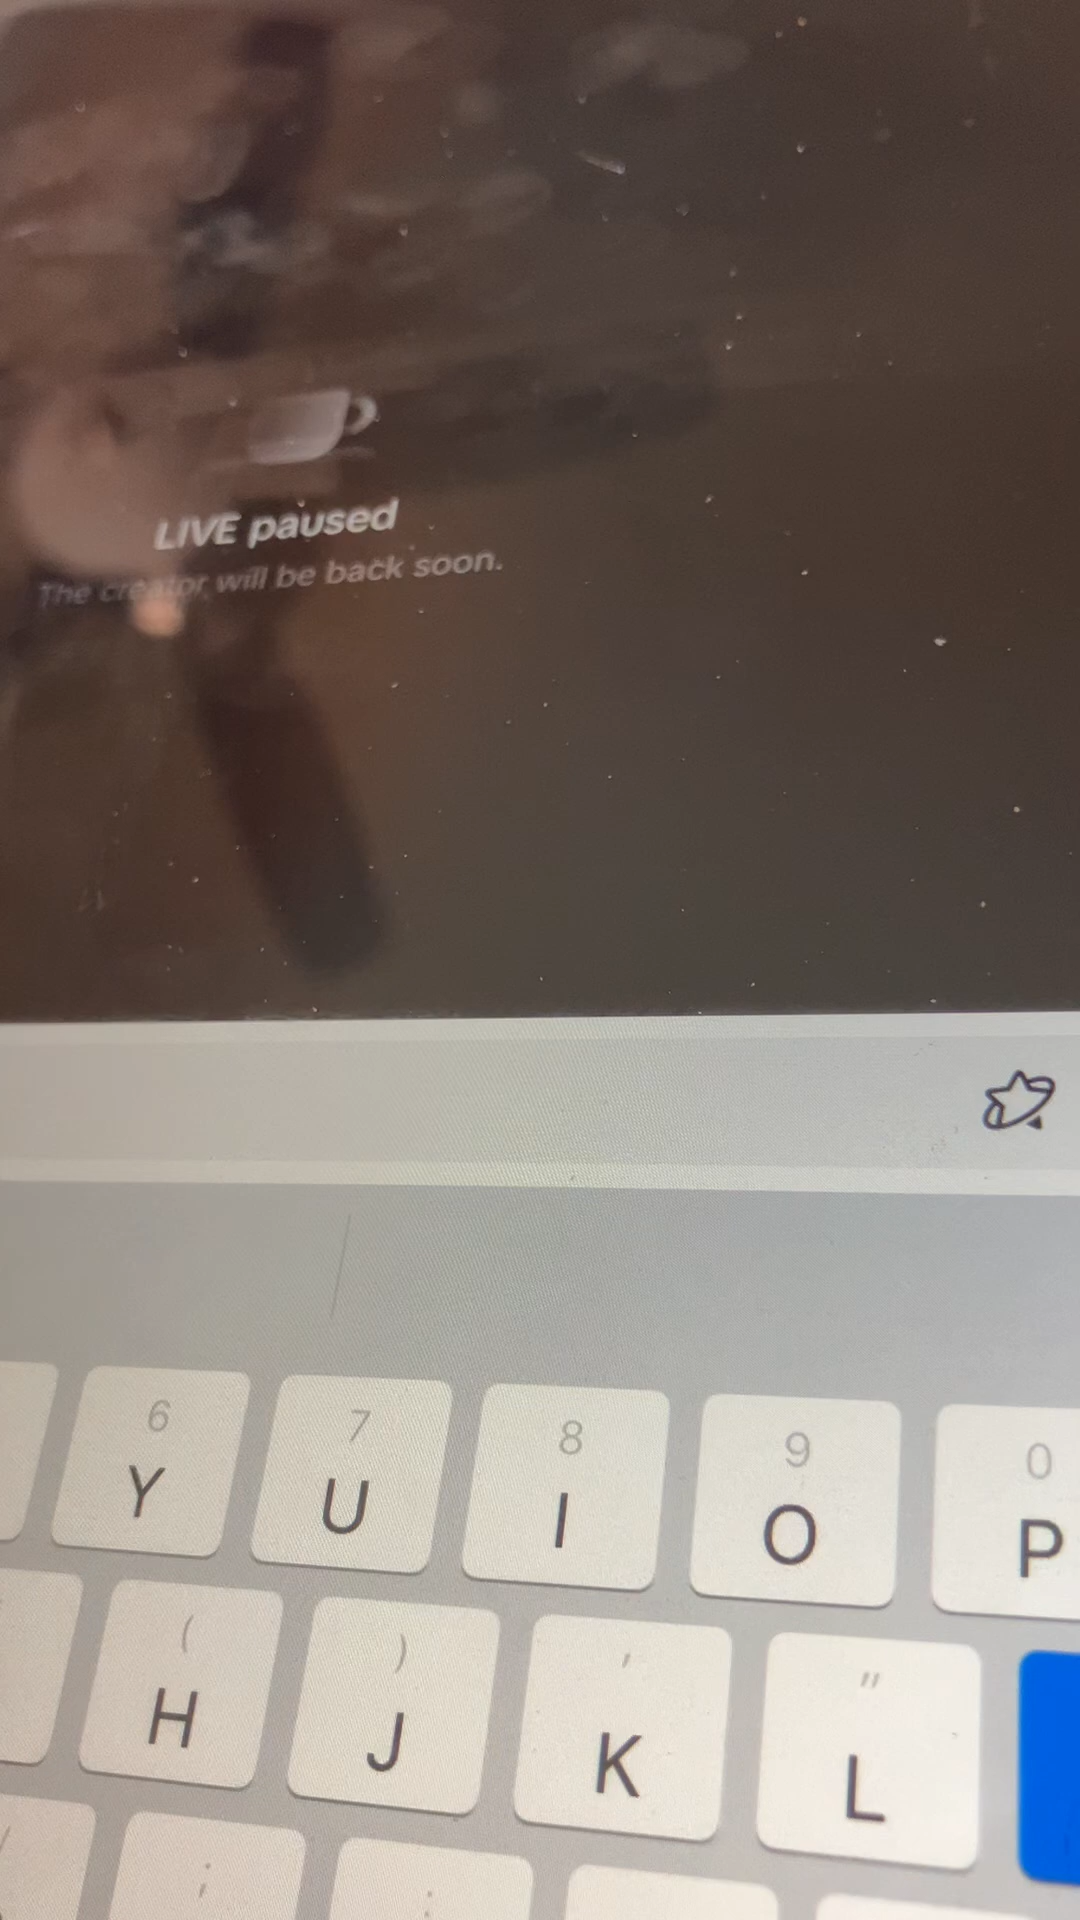 LIVE paused
The creator will be back soon.
6 7 8 9 0
Y U I O P
( ) ' "
H J K L
/ ; :